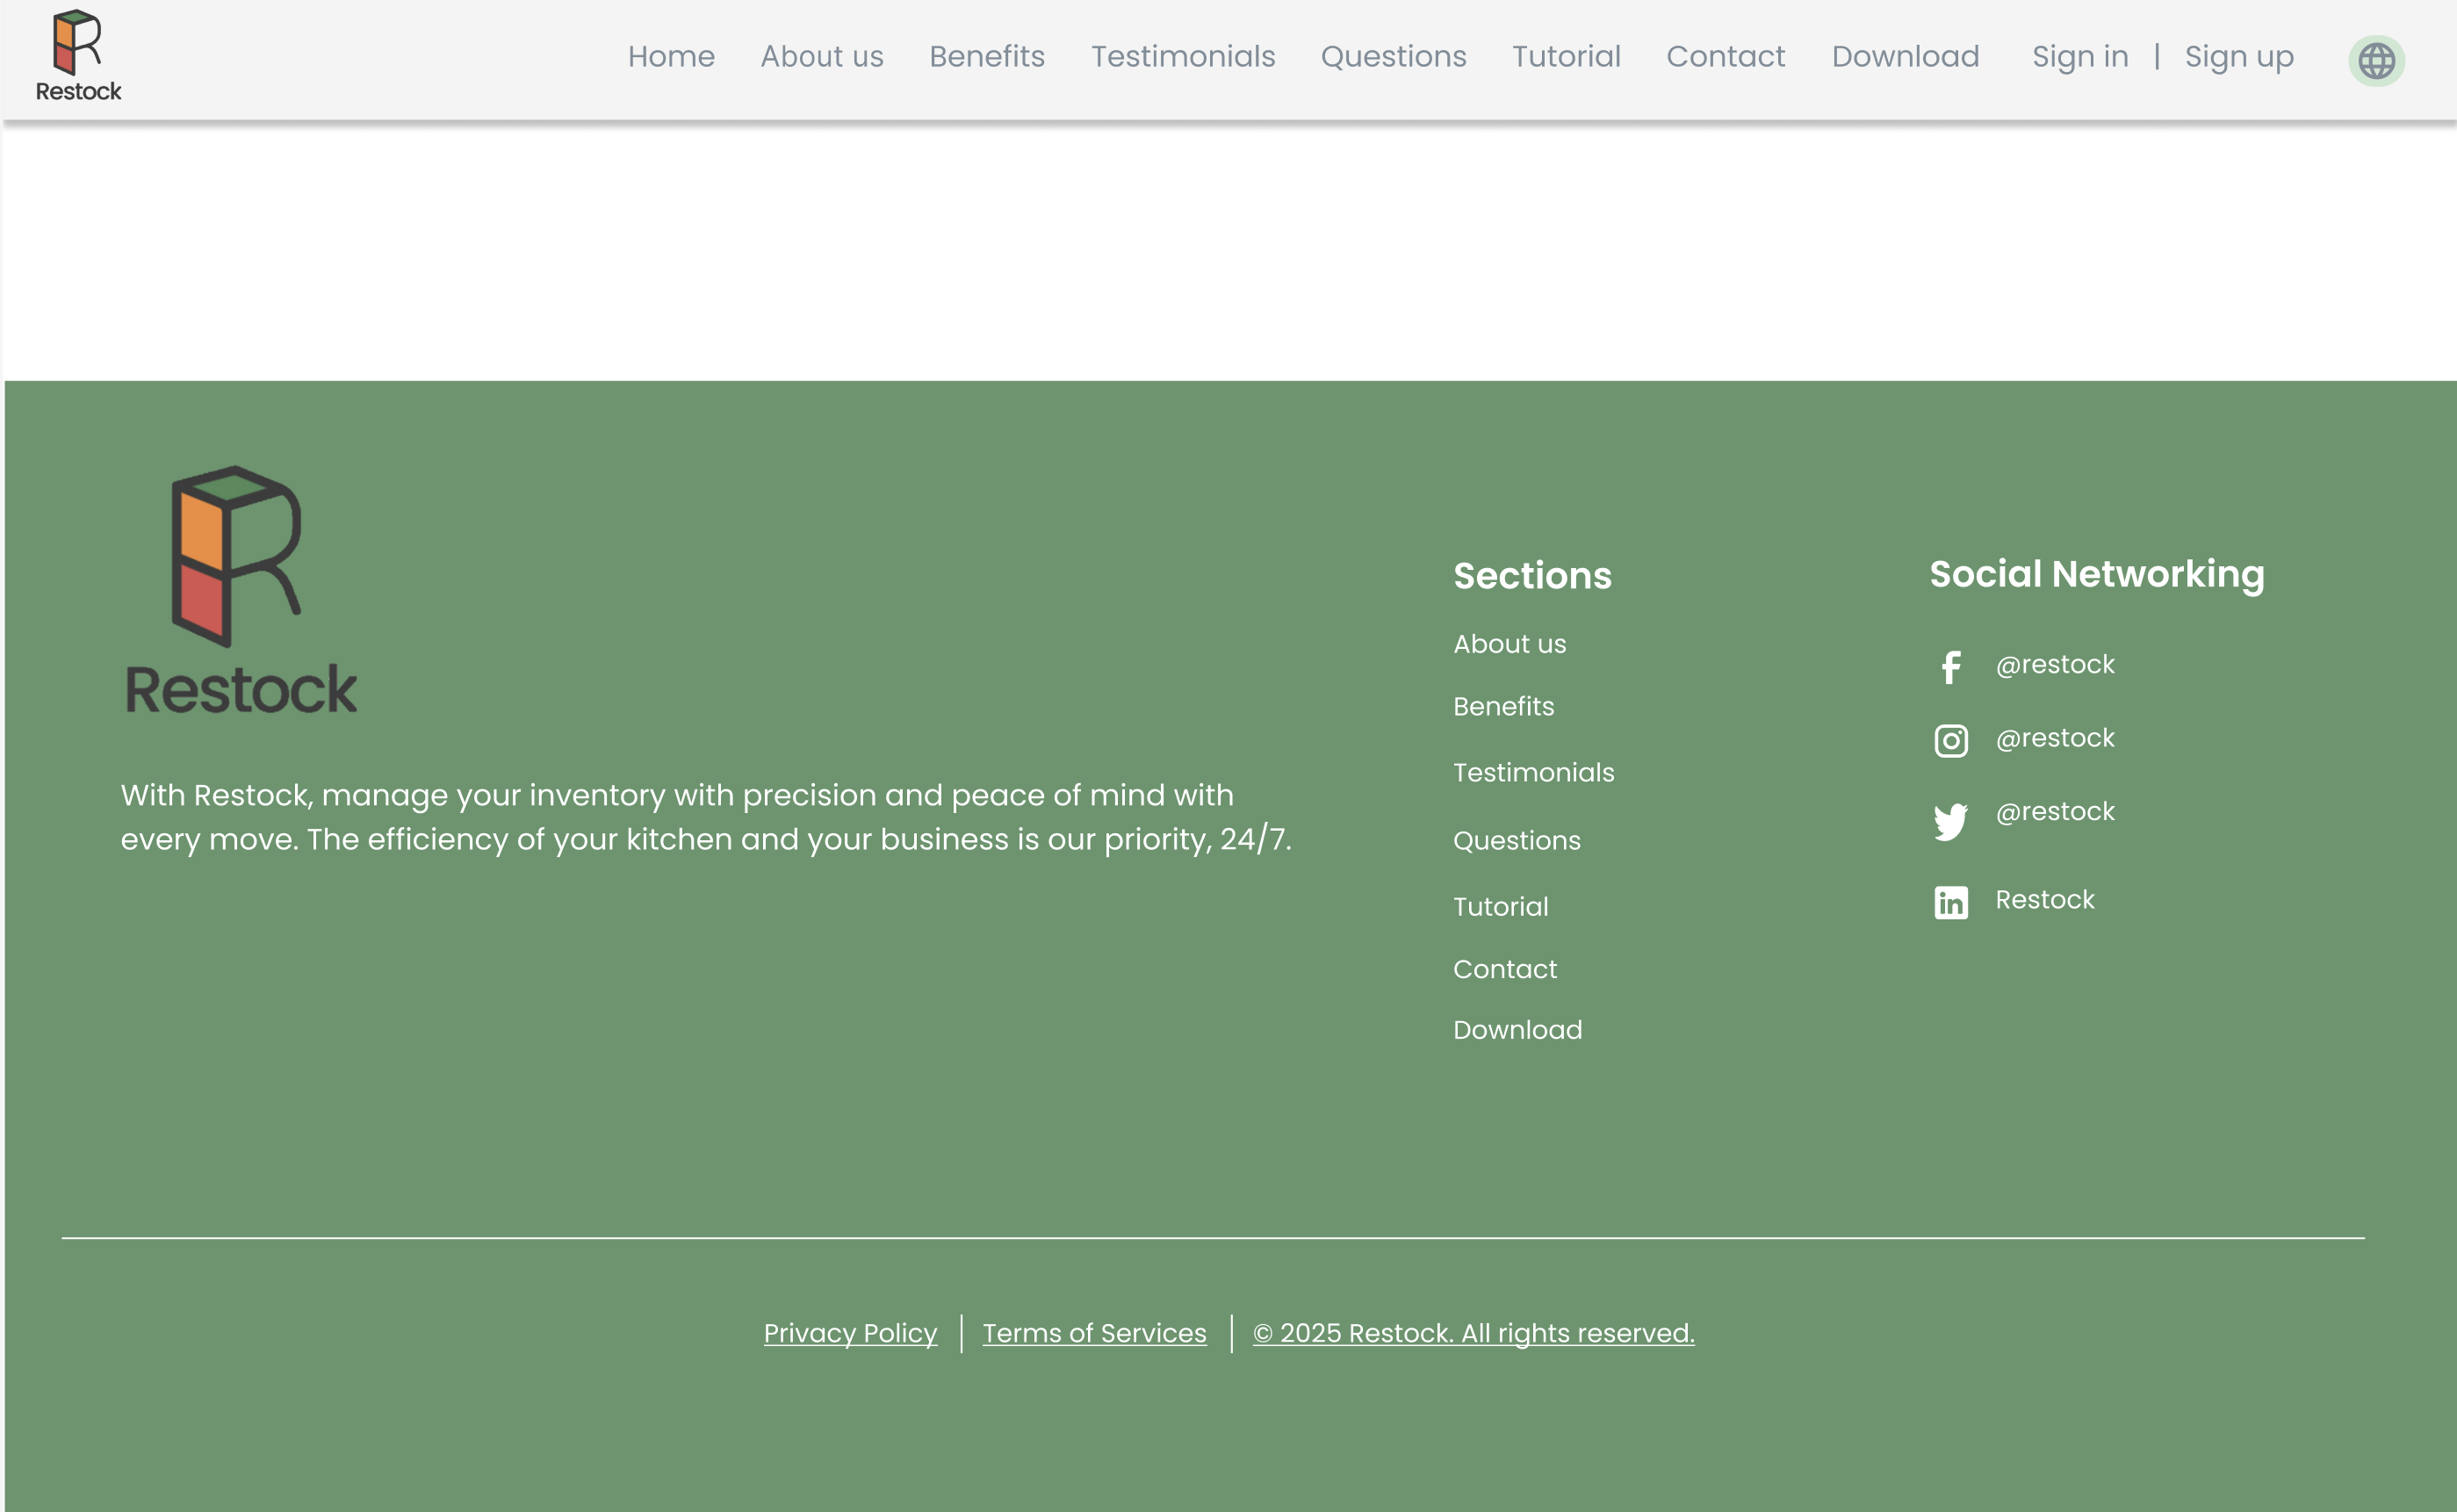 Restock
Home About us Benefits Testimonials Questions Tutorial Contact Download Sign in | Sign up
Restock
With Restock, manage your inventory with precision and peace of mind with
every move. The efficiency of your kitchen and your business is our priority, 24/7.
Sections
About us
Benefits
Testimonials
Questions
Tutorial
Contact
Download
Social Networking
@restock
@restock
@restock
Restock
Privacy Policy | Terms of Services | © 2025 Restock. All rights reserved.